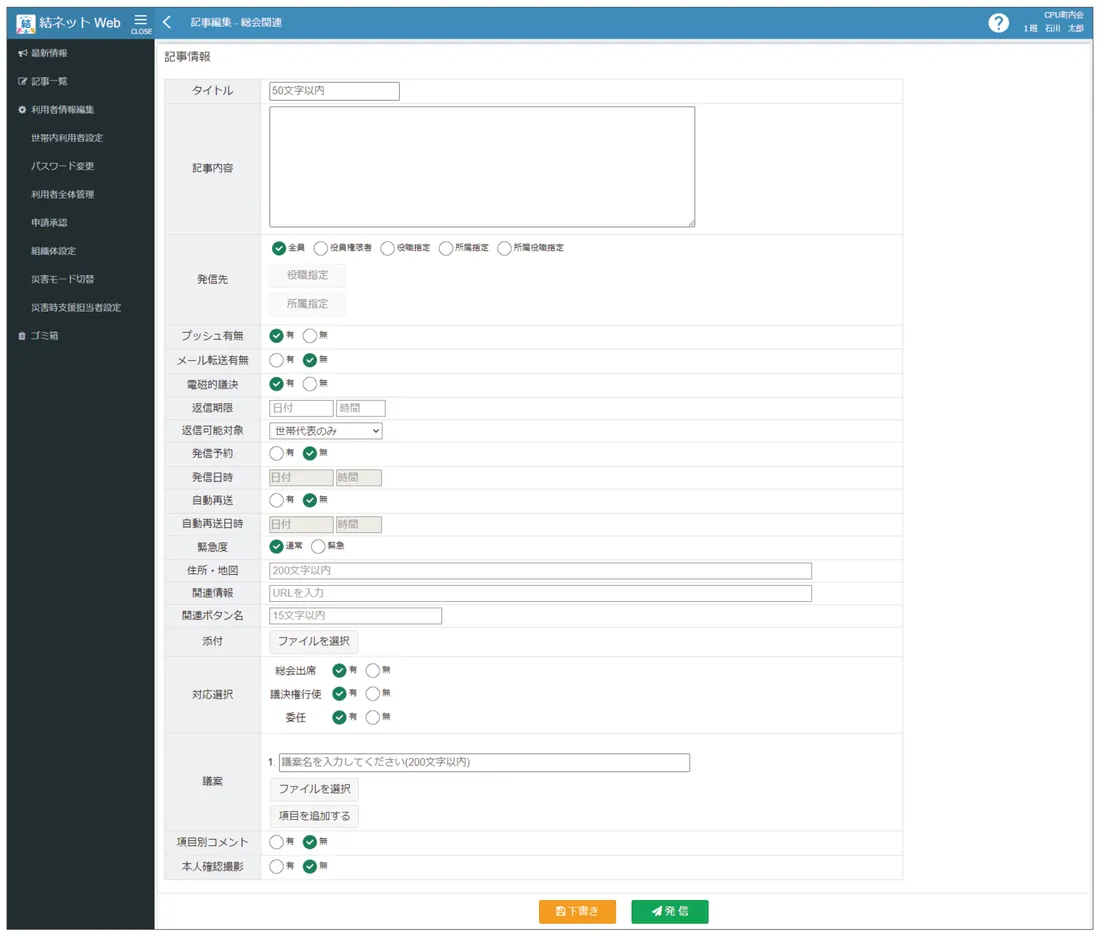 結 結ネット Web
CLOSE
記事編集 - 総会関連
?
CPU町内会
1班 石川 太郎
最新情報
記事一覧
利用者情報編集
世帯内利用者設定
パスワード変更
利用者全体管理
申請承認
組織体設定
災害モード切替
災害時支援担当者設定
ゴミ箱
記事情報
タイトル 50文字以内
記事内容
発信先 全員 役員権限者 役職指定 所属指定 所属役職指定
役職指定
所属指定
プッシュ有無 有 無
メール転送有無 有 無
電磁的議決 有 無
返信期限 日付 時間
返信可能対象 世帯代表のみ
発信予約 有 無
発信日時 日付 時間
自動再送 有 無
自動再送日時 日付 時間
緊急度 通常 緊急
住所・地図 200文字以内
関連情報 URLを入力
関連ボタン名 15文字以内
添付 ファイルを選択
対応選択
総会出席 有 無
議決権行使 有 無
委任 有 無
議案
1. 議案名を入力してください(200文字以内)
ファイルを選択
項目を追加する
項目別コメント 有 無
本人確認撮影 有 無
下書き 発信